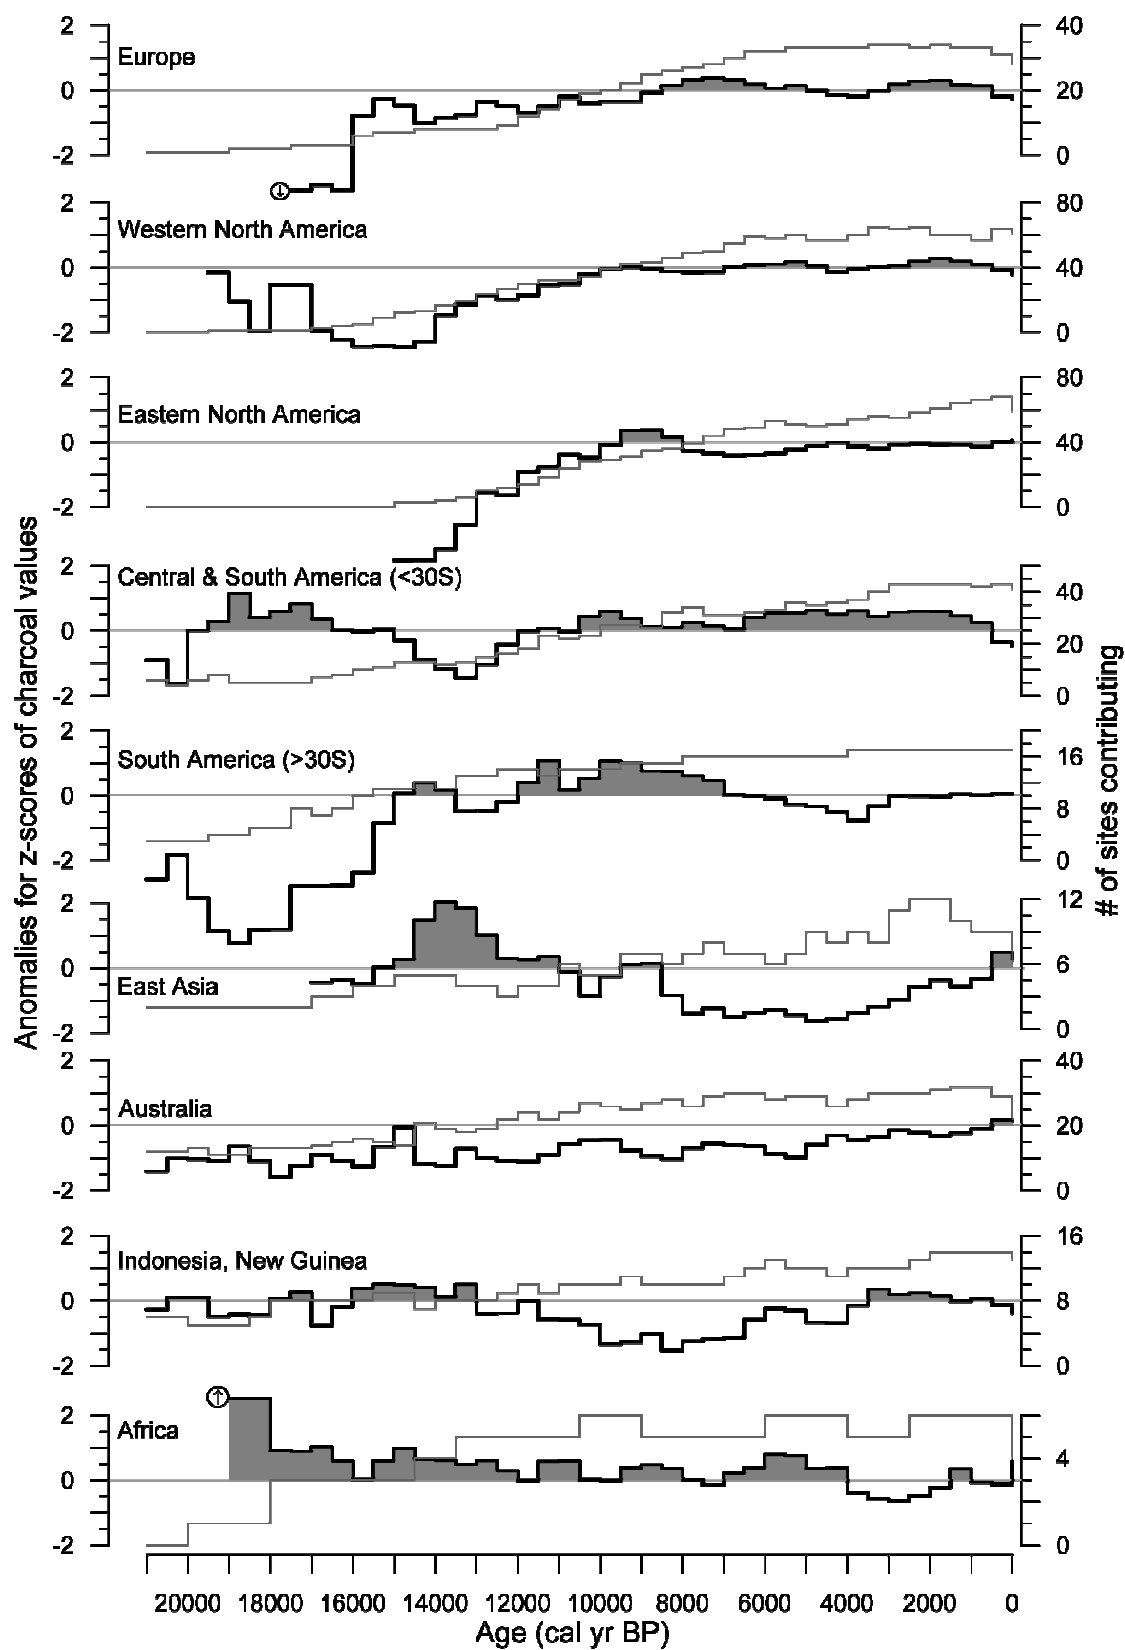 2 40
Europe
0 20
-2 0
2 80
Western North America
0 40
-2 0
2 80
Eastern North America
0 40
-2 0
2
Central & South America (<30S)
40
0
20
-2 0
2
South America (>30S)
16
0
8
-2 0
2 12
0 6
East Asia
-2 0
2 40
Australia
0 20
-2 0
2 16
Indonesia, New Guinea
0 8
-2 0
2
Africa
4
0
-2 0
20000 18000 16000 14000 12000 10000 8000 6000 4000 2000 0
Age (cal yr BP)
Anomalies for z-scores of charcoal values
# of sites contributing